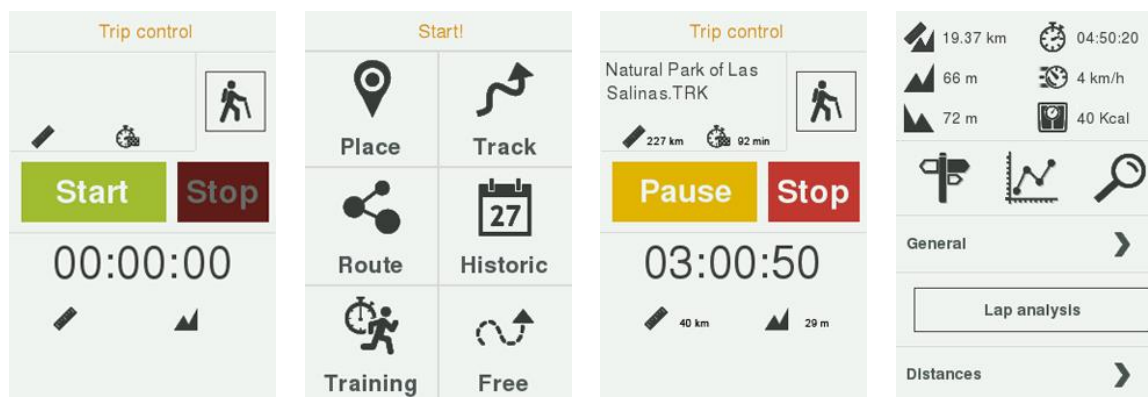 Trip control
Start Stop
00:00:00
Start!
Place Track
27
Route Historic
Training Free
Trip control
Natural Park of Las
Salinas.TRK
227 km 92 min
Pause Stop
03:00:50
40 km 29 m
19.37 km 04:50:20
66 m 4 km/h
72 m 40 Kcal
General
Lap analysis
Distances